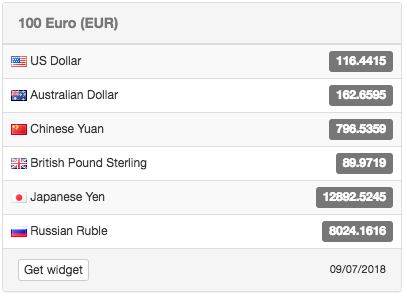 100 Euro (EUR)
US Dollar 116.4415
Australian Dollar 162.6595
Chinese Yuan 796.5359
British Pound Sterling 89.9719
Japanese Yen 12892.5245
Russian Ruble 8024.1616
Get widget 09/07/2018